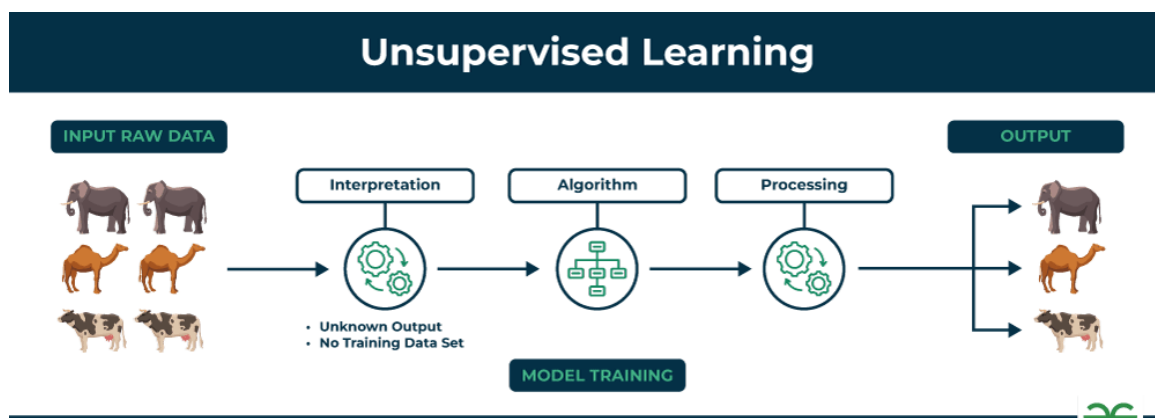 Unsupervised Learning
INPUT RAW DATA
OUTPUT
Interpretation
Algorithm
Processing
• Unknown Output
• No Training Data Set
MODEL TRAINING